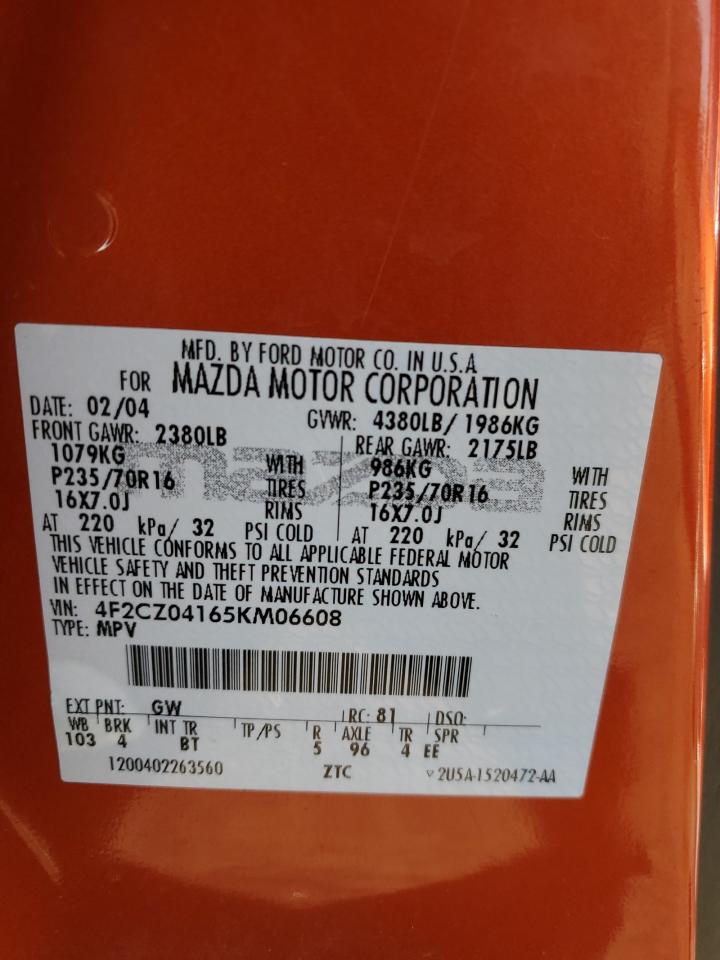 MFD. BY FORD MOTOR CO. IN U.S.A
FOR MAZDA MOTOR CORPORATION
DATE: 02/04 GVWR: 4380LB/ 1986KG
FRONT GAWR: 2380LB REAR GAWR: 2175LB
1079KG WITH 986KG WITH
P235/70R16 TIRES P235/70R16 TIRES
16X7.0J RIMS 16X7.0J RIMS
AT 220 kPa/ 32 PSI COLD AT 220 kPa/ 32 PSI COLD
THIS VEHICLE CONFORMS TO ALL APPLICABLE FEDERAL MOTOR
VEHICLE SAFETY AND THEFT PREVENTION STANDARDS
IN EFFECT ON THE DATE OF MANUFACTURE SHOWN ABOVE.
VIN: 4F2CZ04165KM06608
TYPE: MPV
EXT PNT: GW RC: 81 DSO:
WB BRK INT TR TP/PS R AXLE TR SPR
103 4 BT 5 96 4 EE
1200402263560 ZTC 2U5A-1520472-AA
mazda